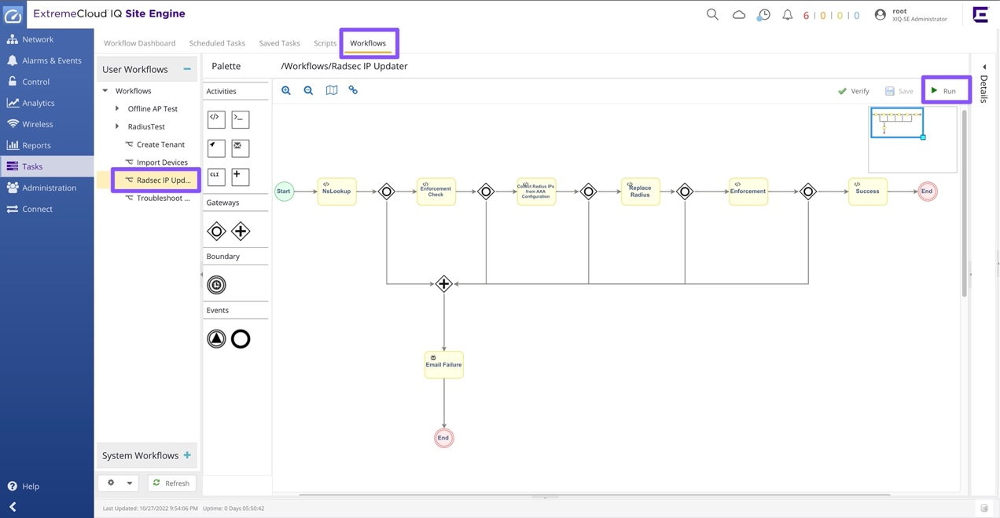 ExtremeCloud IQ Site Engine
6 | 0 | 0 | 0
root
XIQ-SE Administrator
Network
Alarms & Events
Control
Analytics
Wireless
Reports
Tasks
Administration
Connect
Help
Workflow Dashboard
Scheduled Tasks
Saved Tasks
Scripts
Workflows
User Workflows
Workflows
Offline AP Test
RadiusTest
Create Tenant
Import Devices
Radsec IP Upd...
Troubleshoot ...
System Workflows
Refresh
Palette
Activities
CLI
Gateways
Boundary
Events
/Workflows/Radsec IP Updater
Verify
Save
Run
Details
Start
NsLookup
Enforcement
Check
Collect Radius IPs
from AAA
Configuration
Replace
Radius
Enforcement
Success
End
Email Failure
End
Last Updated: 10/27/2022 9:54:06 PM Uptime: 0 Days 05:50:42